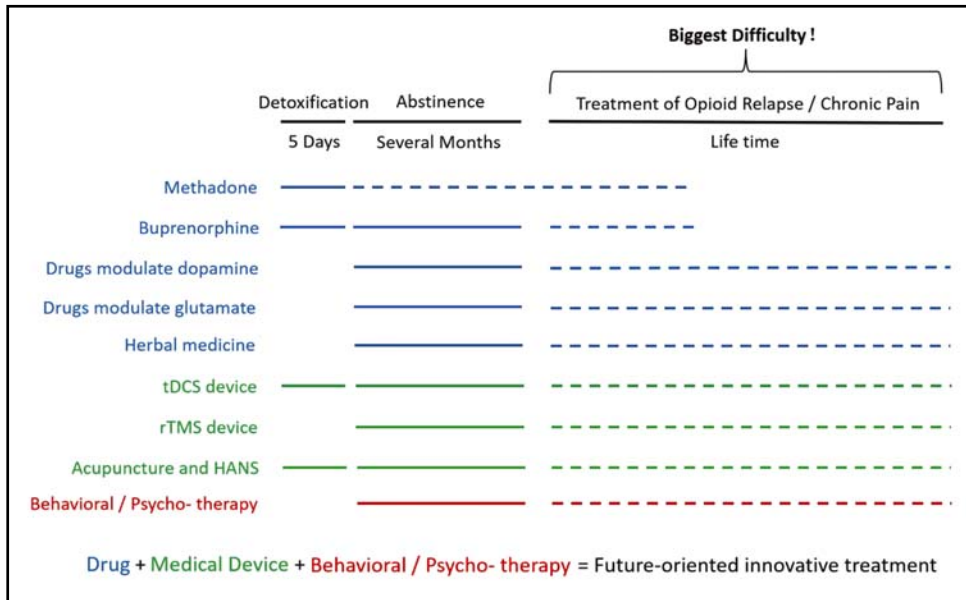 Biggest Difficulty !
Detoxification
Abstinence
Treatment of Opioid Relapse / Chronic Pain
5 Days
Several Months
Life time
Methadone
Buprenorphine
Drugs modulate dopamine
Drugs modulate glutamate
Herbal medicine
tDCS device
rTMS device
Acupuncture and HANS
Behavioral / Psycho- therapy
Drug + Medical Device + Behavioral / Psycho- therapy = Future-oriented innovative treatment